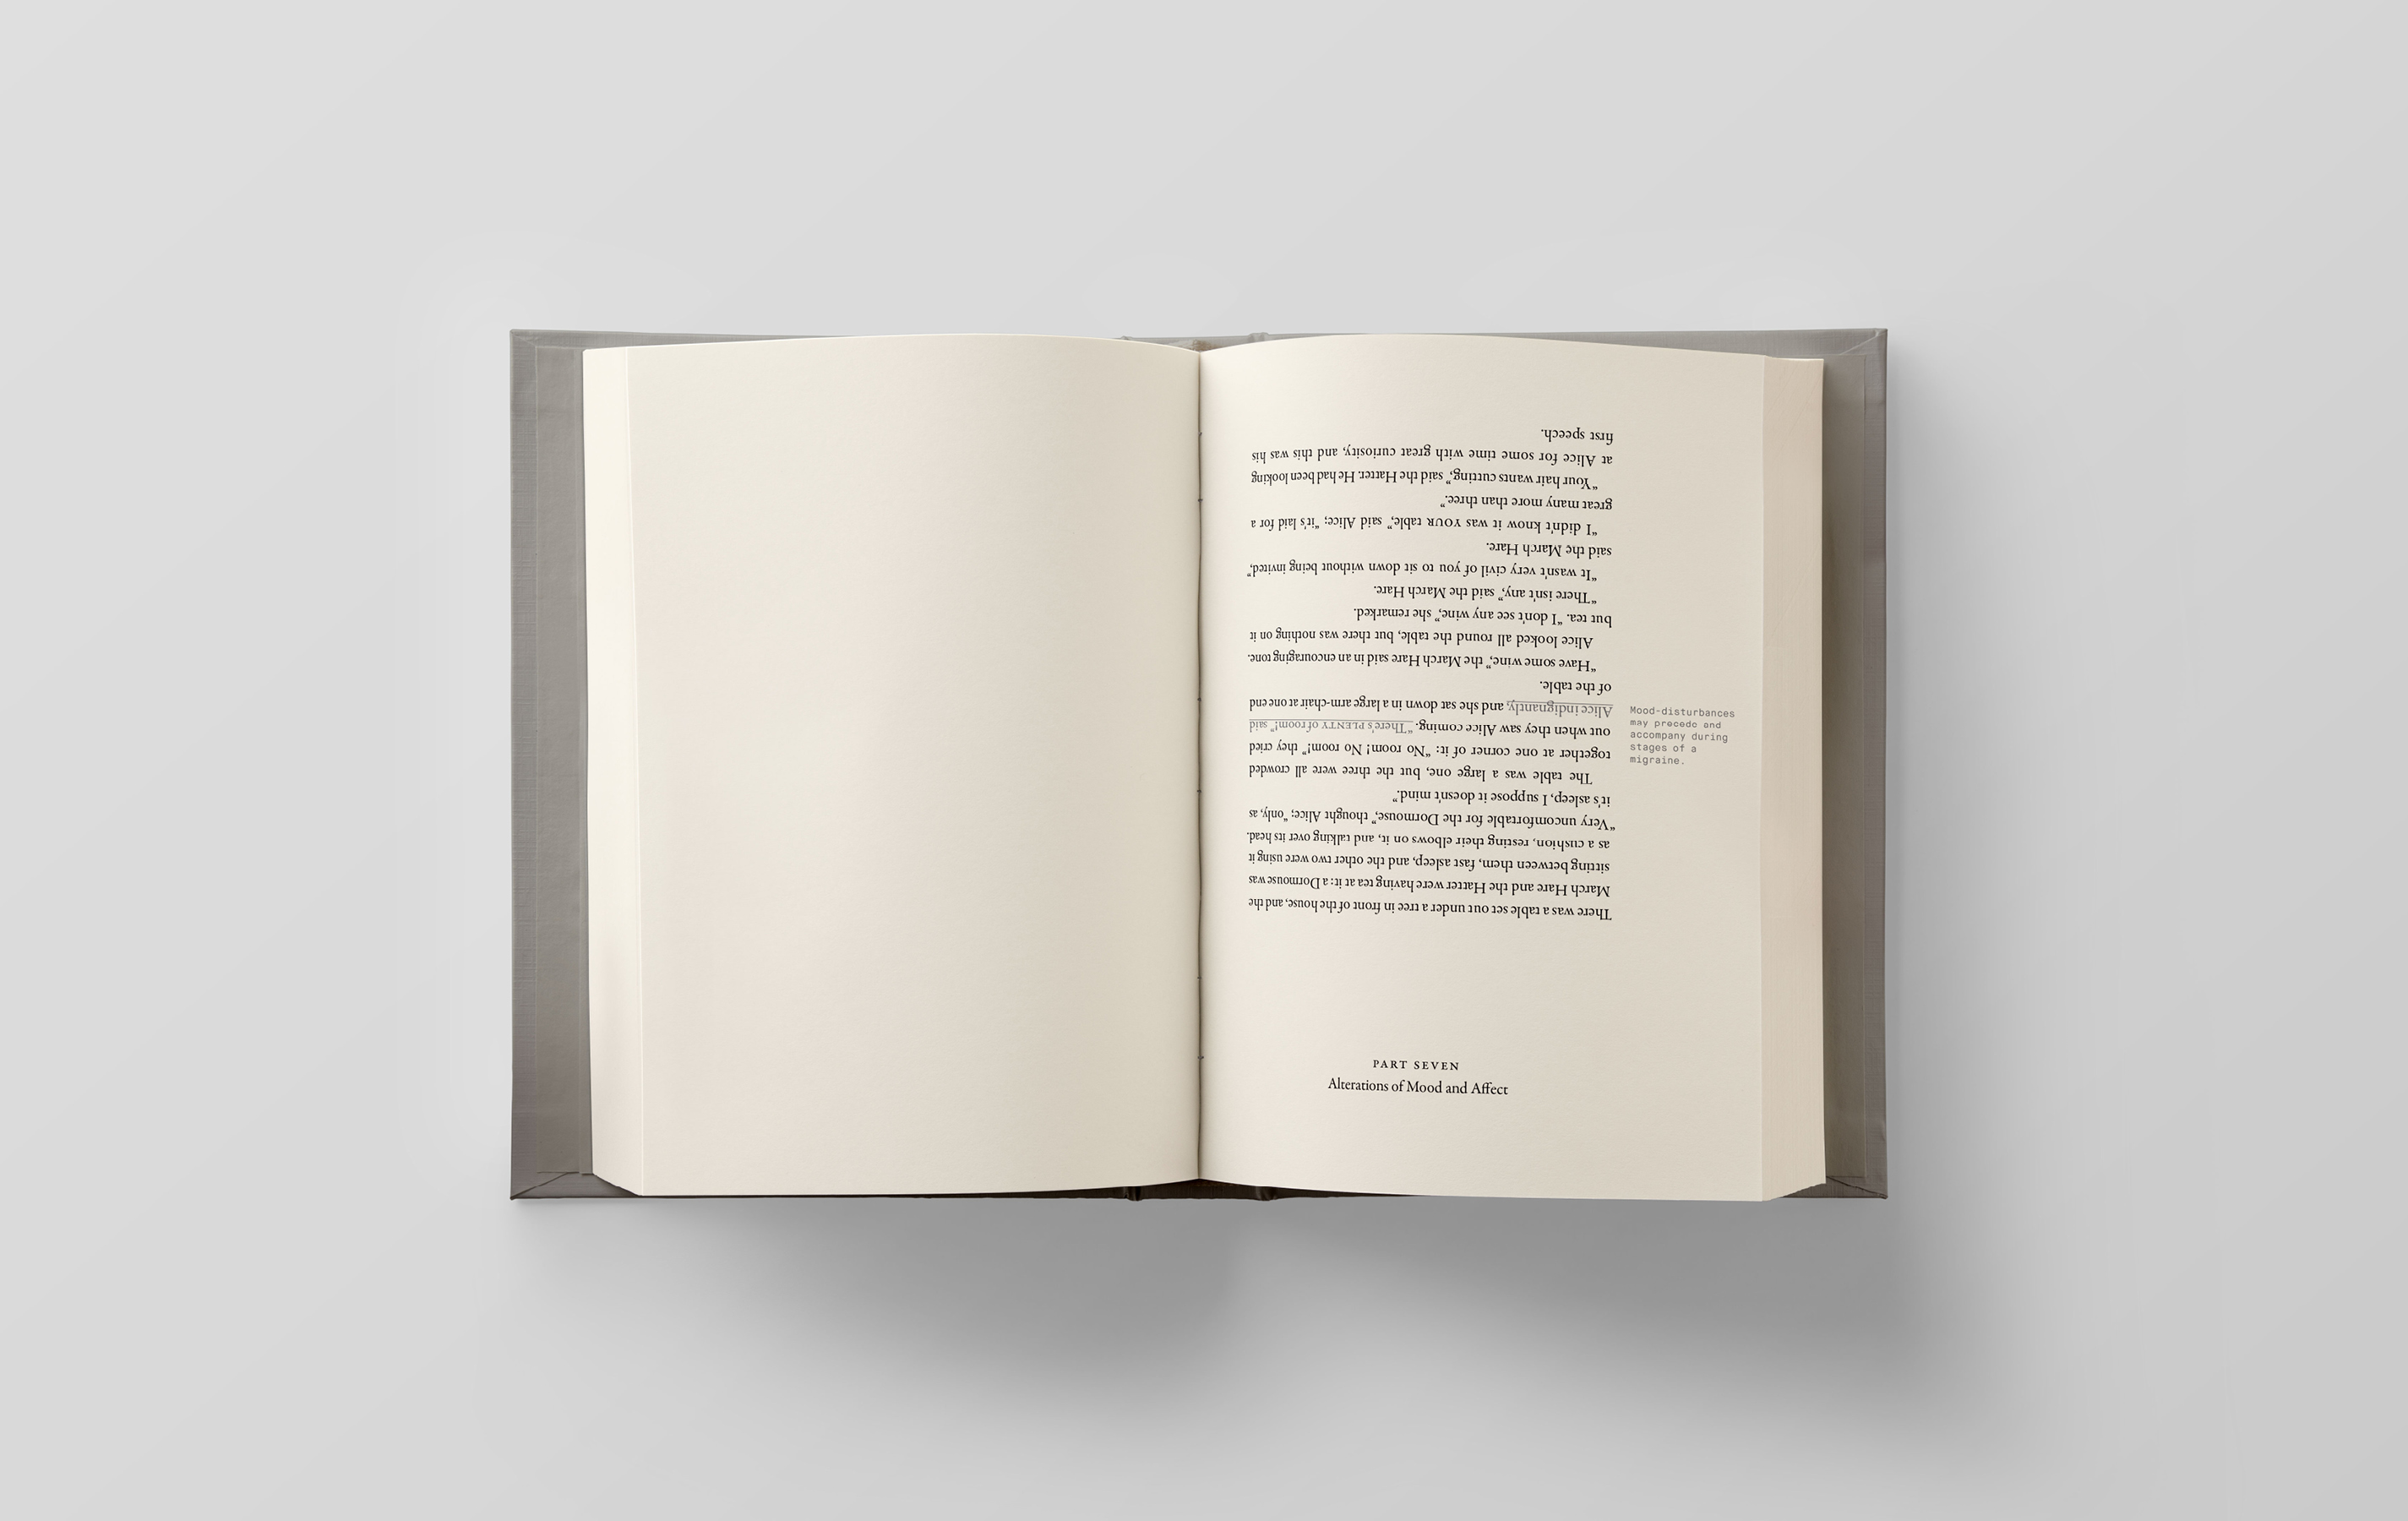 There was a table set out under a tree in front of the house, and the
March Hare and the Hatter were having tea at it: a Dormouse was
sitting between them, fast asleep, and the other two were using it
as a cushion, resting their elbows on it, and talking over its head.
“Very uncomfortable for the Dormouse,” thought Alice; “only, as
it’s asleep, I suppose it doesn’t mind.”
The table was a large one, but the three were all crowded
together at one corner of it: “No room! No room!” they cried
out when they saw Alice coming. “There’s PLENTY of room!” said
Alice indignantly, and she sat down in a large arm-chair at one end
of the table.
“Have some wine,” the March Hare said in an encouraging tone.
Alice looked all round the table, but there was nothing on it
but tea. “I don’t see any wine,” she remarked.
“There isn’t any,” said the March Hare.
“It wasn’t very civil of you to sit down without being invited,”
said the March Hare.
“I didn’t know it was YOUR table,” said Alice; “it’s laid for a
great many more than three.”
“Your hair wants cutting,” said the Hatter. He had been looking
at Alice for some time with great curiosity, and this was his
first speech.
Mood-disturbances
may precede and
accompany during
stages of a
migraine.
PART SEVEN
Alterations of Mood and Affect